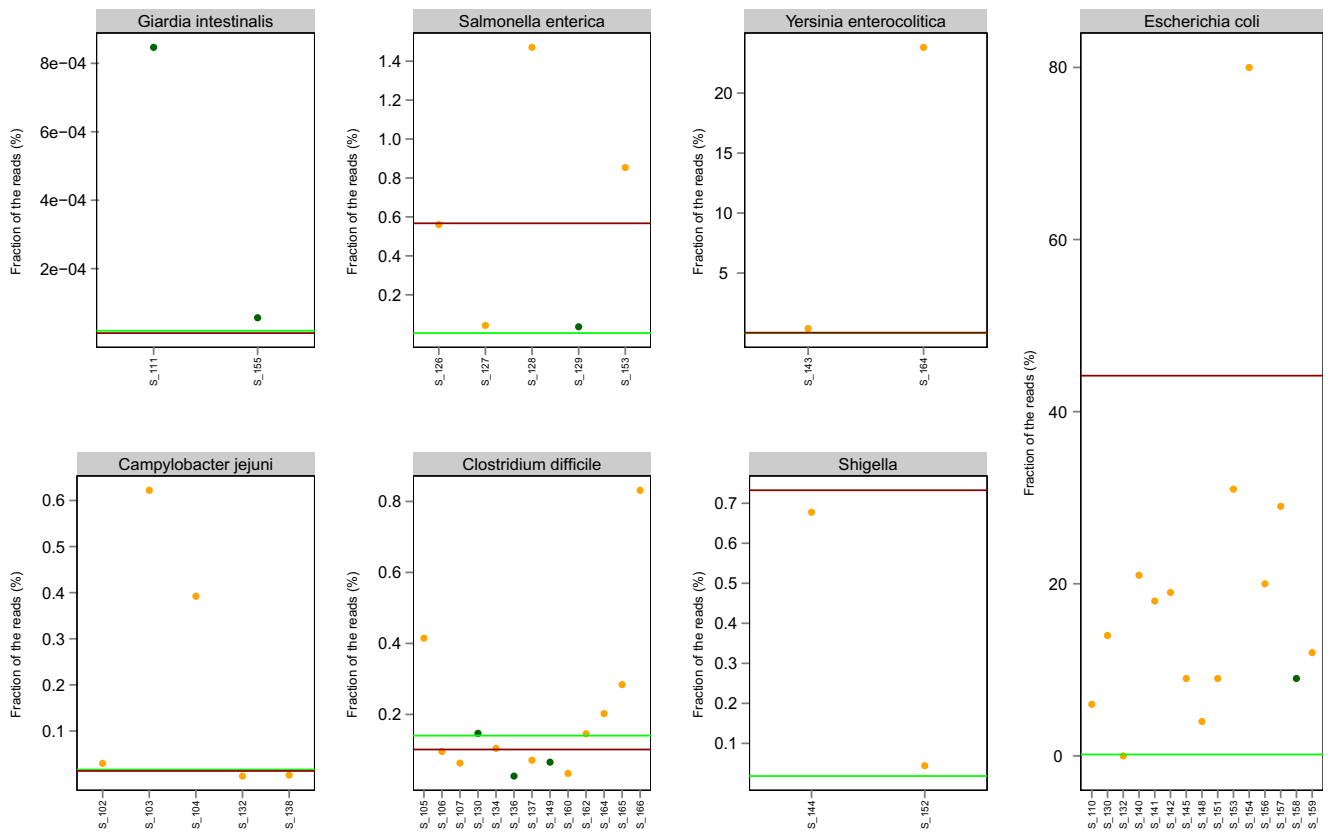 Giardia intestinalis
Fraction of the reads (%)
8e−04
6e−04
4e−04
2e−04
s_111
s_155
Salmonella enterica
Fraction of the reads (%)
1.4
1.2
1.0
0.8
0.6
0.4
0.2
s_126
s_127
s_128
s_129
s_153
Yersinia enterocolitica
Fraction of the reads (%)
20
15
10
5
s_143
s_164
Escherichia coli
Fraction of the reads (%)
80
60
40
20
0
s_110
s_130
s_132
s_140
s_141
s_142
s_145
s_148
s_151
s_153
s_154
s_156
s_157
s_158
s_159
Campylobacter jejuni
Fraction of the reads (%)
0.6
0.5
0.4
0.3
0.2
0.1
s_102
s_103
s_104
s_132
s_138
Clostridium difficile
Fraction of the reads (%)
0.8
0.6
0.4
0.2
s_105
s_106
s_107
s_130
s_134
s_136
s_137
s_149
s_160
s_162
s_164
s_165
s_166
Shigella
Fraction of the reads (%)
0.7
0.6
0.5
0.4
0.3
0.2
0.1
s_144
s_152